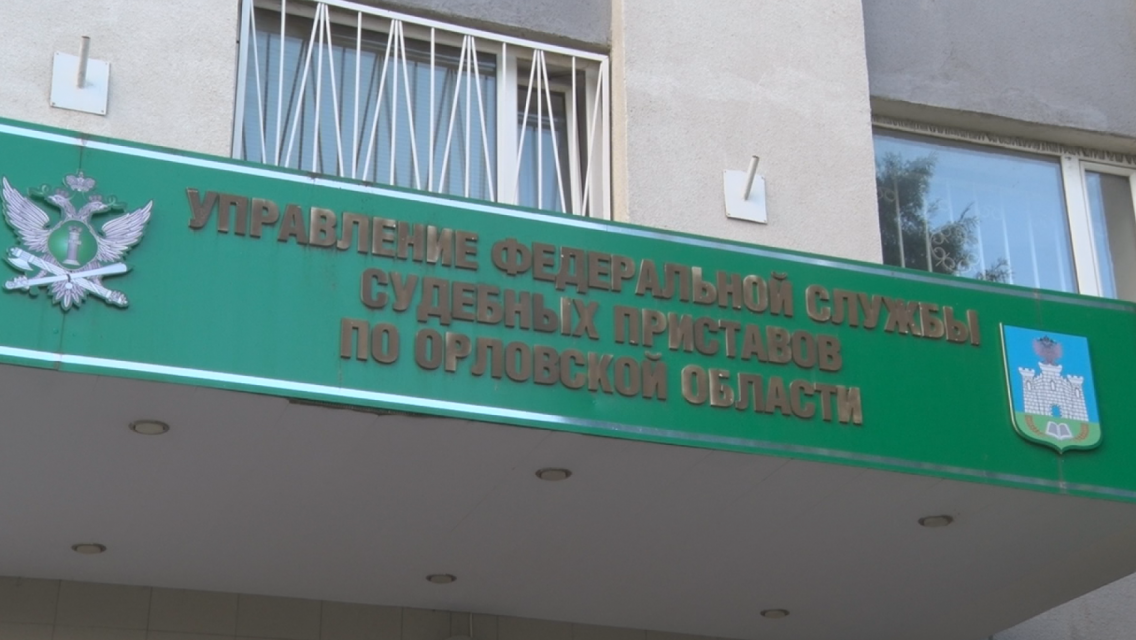 УПРАВЛЕНИЕ ФЕДЕРАЛЬНОЙ СЛУЖБЫ
СУДЕБНЫХ ПРИСТАВОВ
ПО ОРЛОВСКОЙ ОБЛАСТИ